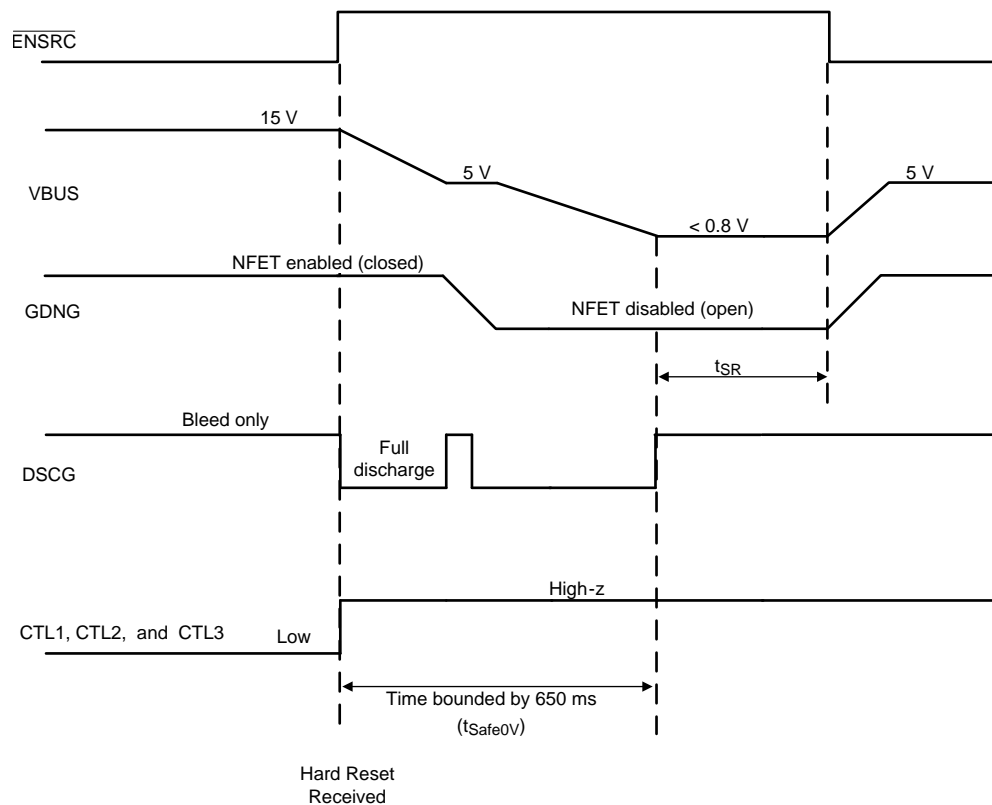 ENSRC
15 V
5 V
5 V
VBUS
< 0.8 V
NFET enabled (closed)
GDNG
NFET disabled (open)
tSR
Bleed only
Full
discharge
DSCG
High-z
CTL1, CTL2, and CTL3 Low
Time bounded by 650 ms
(tSafe0V)
Hard Reset
Received